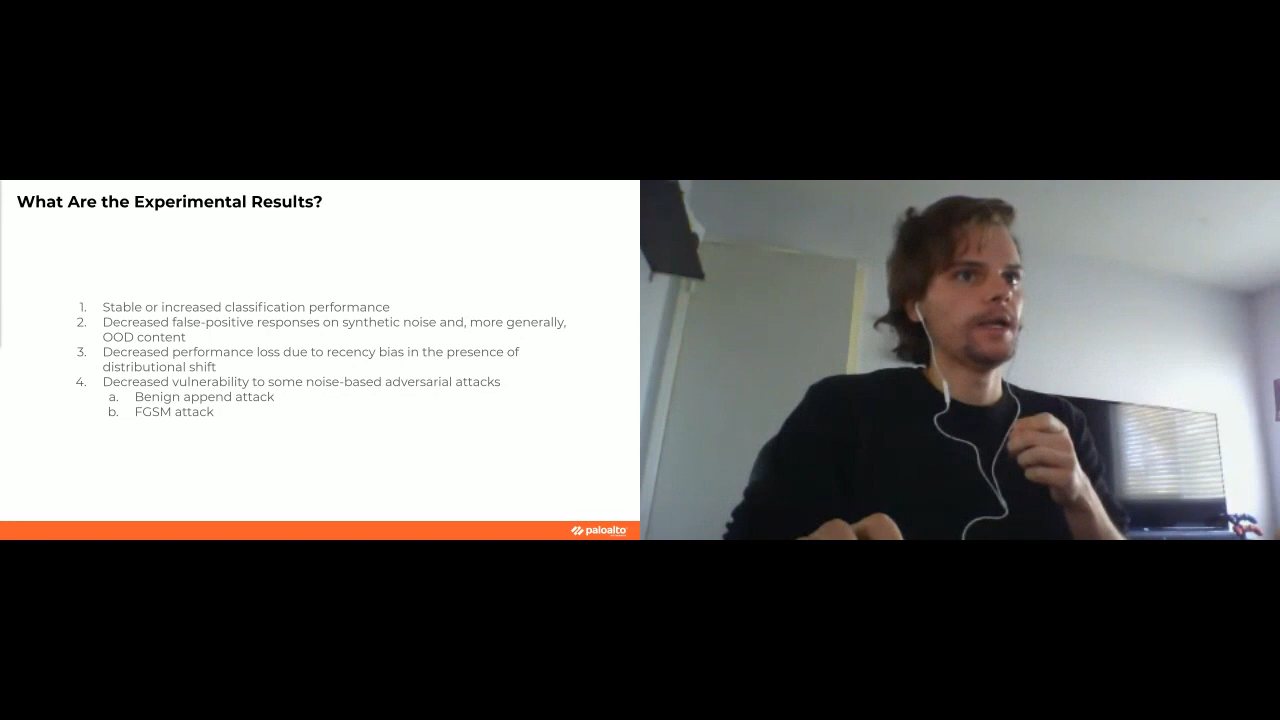 What Are the Experimental Results?
1. Stable or increased classification performance
2. Decreased false-positive responses on synthetic noise and, more generally,
OOD content
3. Decreased performance loss due to recency bias in the presence of
distributional shift
4. Decreased vulnerability to some noise-based adversarial attacks
a. Benign append attack
b. FGSM attack
paloalto